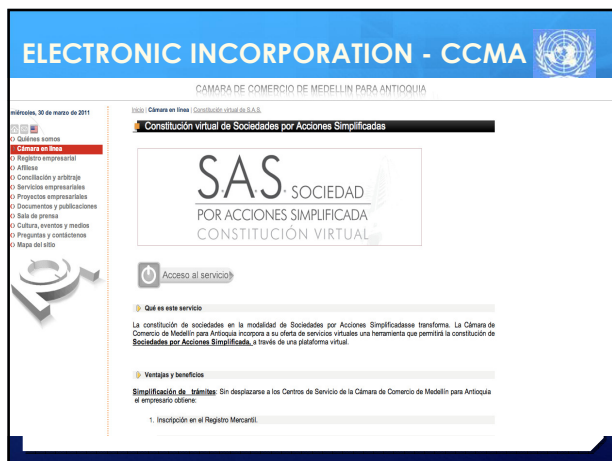 ELECTRONIC INCORPORATION - CCMA
CAMARA DE COMERCIO DE MEDELLIN PARA ANTIOQUIA
miércoles, 30 de marzo de 2011
Quiénes somos
Cámara en línea
Registro empresarial
Afíliese
Conciliación y arbitraje
Servicios empresariales
Proyectos empresariales
Documentos y publicaciones
Sala de prensa
Cultura, eventos y medios
Preguntas y contáctenos
Mapa del sitio
Inicio | Cámara en línea | Constitución virtual de S.A.S.
Constitución virtual de Sociedades por Acciones Simplificadas
S.A.S. SOCIEDAD
POR ACCIONES SIMPLIFICADA
CONSTITUCIÓN VIRTUAL
Acceso al servicio
Qué es este servicio
La constitución de sociedades en la modalidad de Sociedades por Acciones Simplificadasse transforma. La Cámara de
Comercio de Medellín para Antioquia incorpora a su oferta de servicios virtuales una herramienta que permitirá la constitución de
Sociedades por Acciones Simplificada, a través de una plataforma virtual.
Ventajas y beneficios
Simplificación de trámites: Sin desplazarse a los Centros de Servicio de la Cámara de Comercio de Medellín para Antioquia
el empresario obtiene:
1. Inscripción en el Registro Mercantil.